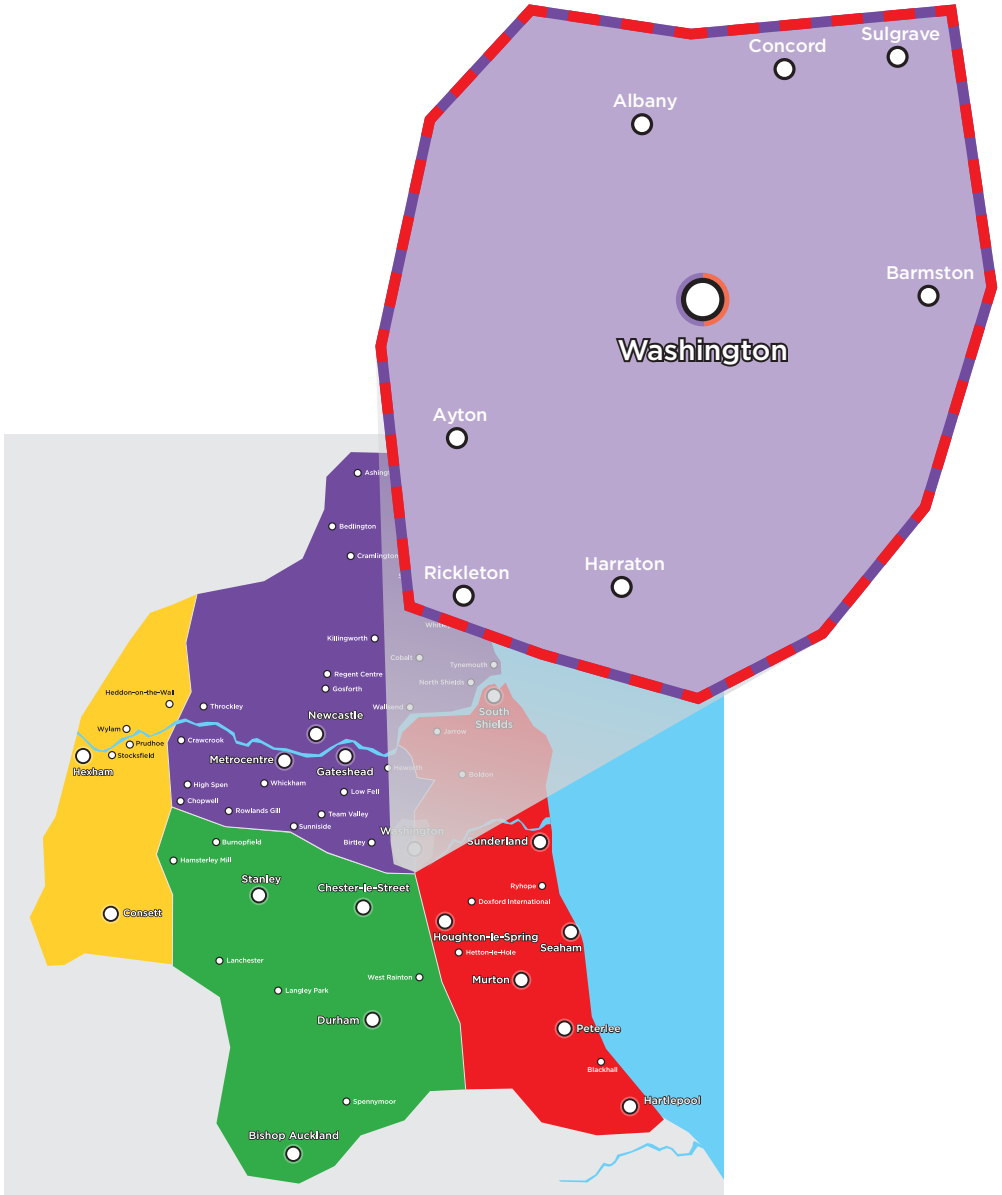 Sulgrave
Concord
Albany
Barmston
Washington
Ayton
Harraton
Rickleton
Bedlington
Cramlington
Killingworth
Cobalt
Tynemouth
Regent Centre
North Shields
Gosforth
Heddon-on-the-Wall
Throckley
Wallsend
South
Shields
Newcastle
Wylam
Jarrow
Crawcrook
Prudhoe
Stocksfield
Metrocentre
Hexham
Gateshead
Heworth
Boldon
High Spen
Whickham
Low Fell
Chopwell
Rowlands Gill
Team Valley
Sunniside
Washington
Burnopfield
Birtley
Sunderland
Hamsterley Mill
Stanley
Chester-le-Street
Ryhope
Doxford International
Consett
Houghton-le-Spring
Seaham
Hetton-le-Hole
Lanchester
West Rainton
Murton
Langley Park
Durham
Peterlee
Blackhall
Spennymoor
Hartlepool
Bishop Auckland